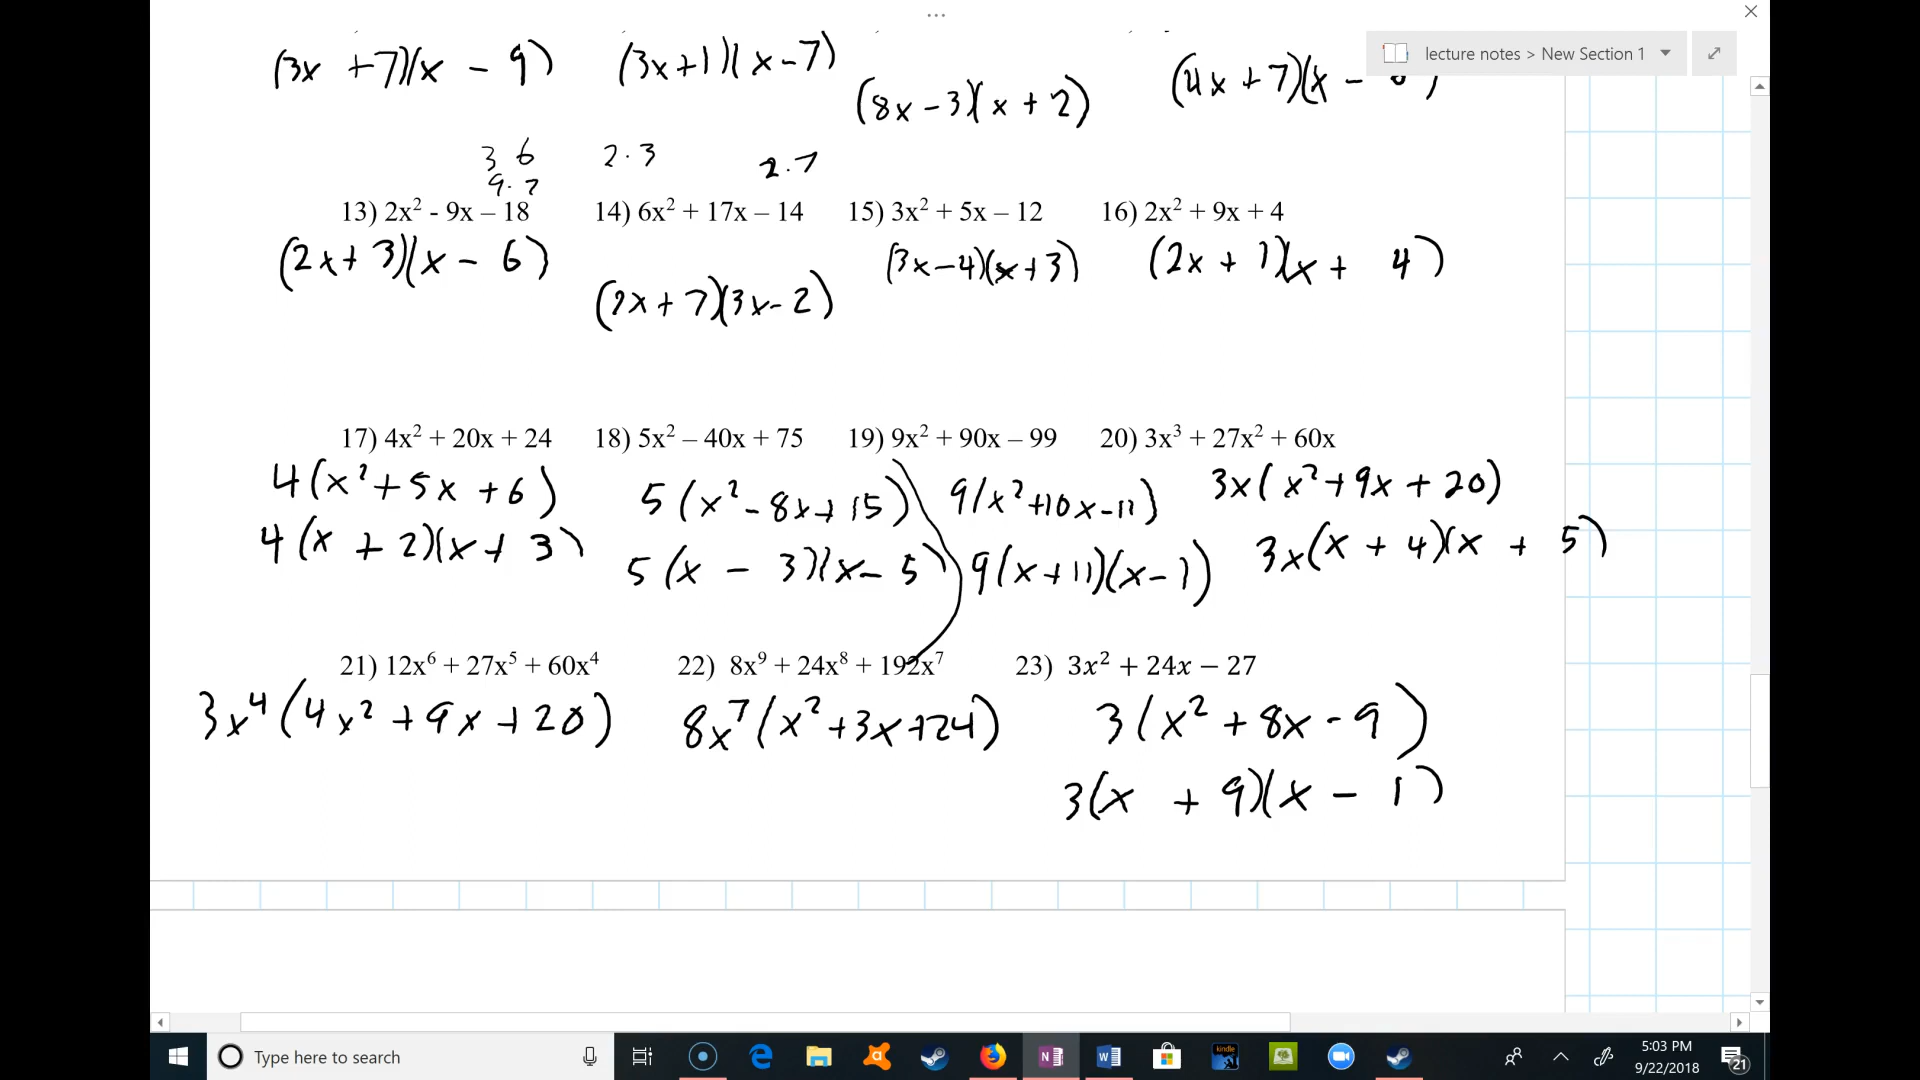 ...
lecture notes > New Section 1
(3x + 7)(x - 9) (3x+1)(x-7) (8x - 3)(x + 2) (4x + 7)(x -
3 6 2 · 3 2 · 7
9 · 2
13) 2x² - 9x – 18 14) 6x² + 17x – 14 15) 3x² + 5x – 12 16) 2x² + 9x + 4
(2x + 3)(x - 6) (2x + 7)(3x - 2) (3x - 4)(x + 3) (2x + 1)(x + 4)
17) 4x² + 20x + 24 18) 5x² – 40x + 75 19) 9x² + 90x – 99 20) 3x³ + 27x² + 60x
4(x² + 5x + 6) 5(x² - 8x + 15) 9(x² + 10x - 11) 3x(x² + 9x + 20)
4(x + 2)(x + 3) 5(x - 3)(x - 5) 9(x + 11)(x - 1) 3x(x + 4)(x + 5)
21) 12x⁶ + 27x⁵ + 60x⁴ 22) 8x⁹ + 24x⁸ + 192x⁷ 23) 3x² + 24x − 27
3x⁴(4x² + 9x + 20) 8x⁷(x² + 3x + 24) 3(x² + 8x - 9)
3(x + 9)(x - 1)
Type here to search
kindle
5:03 PM
9/22/2018
21